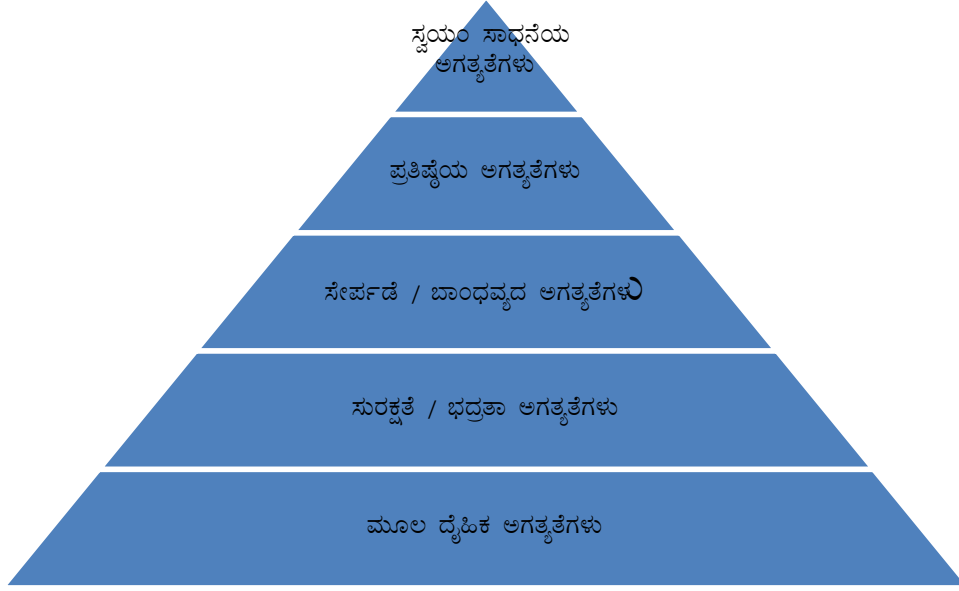 ಸ್ವಯಂ ಸಾಧನೆಯ
ಅಗತ್ಯತೆಗಳು
ಪ್ರತಿಷ್ಠೆಯ ಅಗತ್ಯತೆಗಳು
ಸೇರ್ಪಡೆ / ಬಾಂಧವ್ಯದ ಅಗತ್ಯತೆಗಳು
ಸುರಕ್ಷತೆ / ಭದ್ರತಾ ಅಗತ್ಯತೆಗಳು
ಮೂಲ ದೈಹಿಕ ಅಗತ್ಯತೆಗಳು